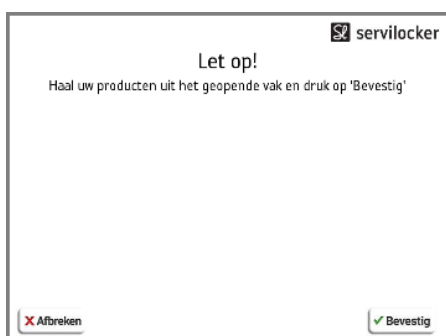 servilocker
Let op!
Haal uw producten uit het geopende vak en druk op 'Bevestig'
Afbreken
Bevestig